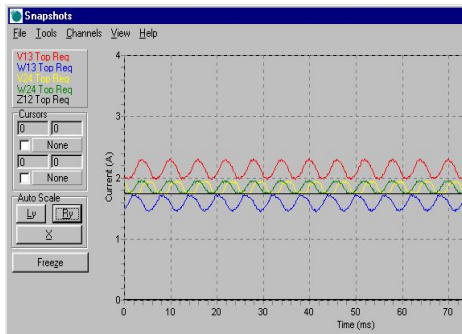 Snapshots
File Tools Channels View Help
V13 Top Req
W13 Top Req
V24 Top Req
W24 Top Req
Z12 Top Req
Cursors
0 0
None
0 0
None
Auto Scale
Ly Ry
X
Freeze
Current (A)
4
3
2
1
0
0 10 20 30 40 50 60 70
Time (ms)